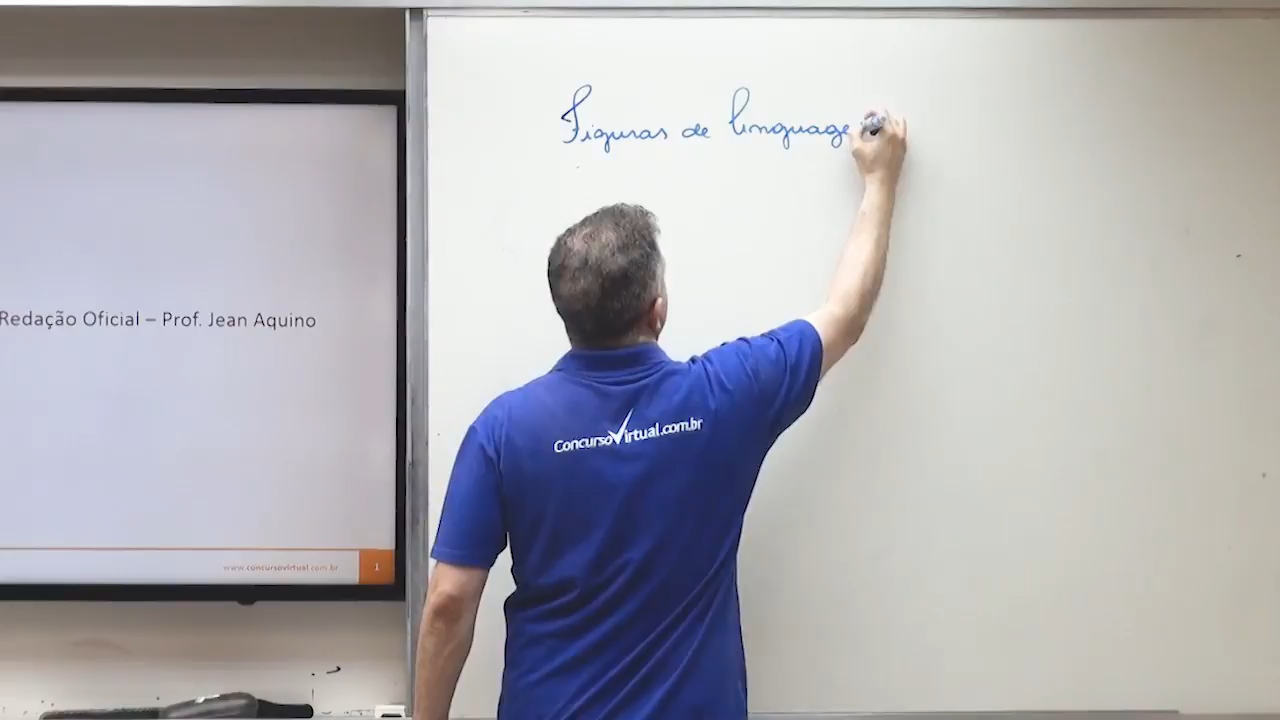 Figuras de linguage
Redação Oficial – Prof. Jean Aquino
ConcursoVirtual.com.br
www.concursovirtual.com.br
1